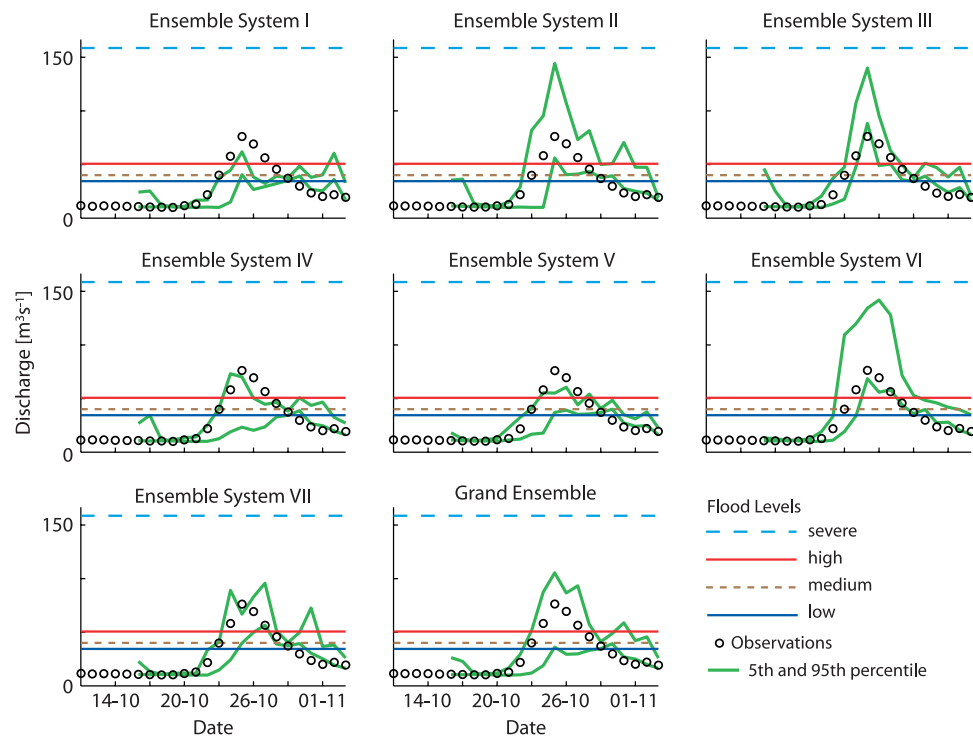 Ensemble System I
Ensemble System II
Ensemble System III
150
0
Ensemble System IV
Ensemble System V
Ensemble System VI
Discharge [m³s⁻¹]
150
0
Ensemble System VII
Grand Ensemble
150
0
14-10 20-10 26-10 01-11
Date
14-10 20-10 26-10 01-11
Date
Flood Levels
severe
high
medium
low
Observations
5th and 95th percentile